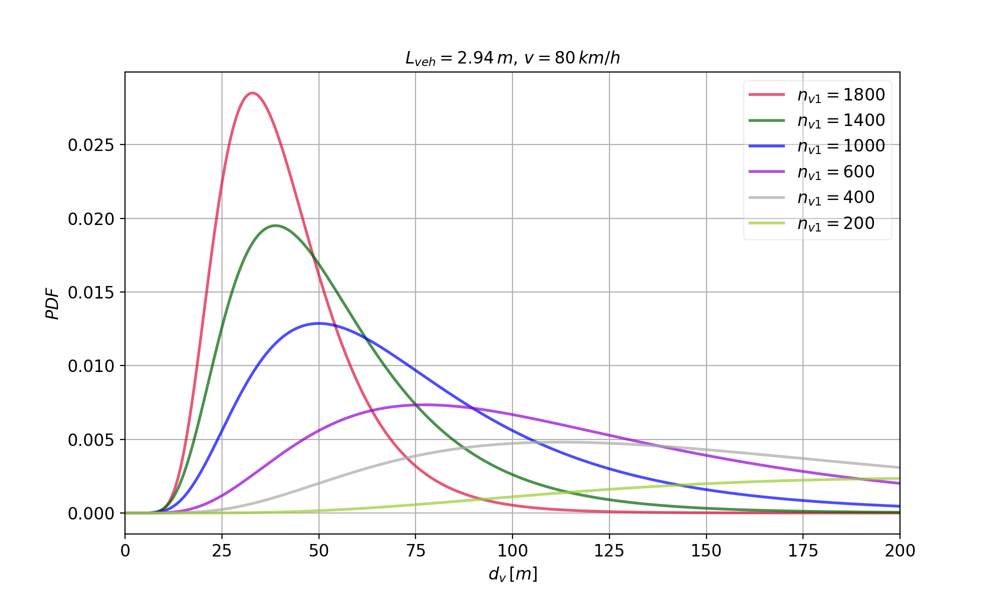 L_veh = 2.94 m, v = 80 km/h
n_v1 = 1800
n_v1 = 1400
n_v1 = 1000
n_v1 = 600
n_v1 = 400
n_v1 = 200
PDF
0.025
0.020
0.015
0.010
0.005
0.000
0 25 50 75 100 125 150 175 200
d_v [m]